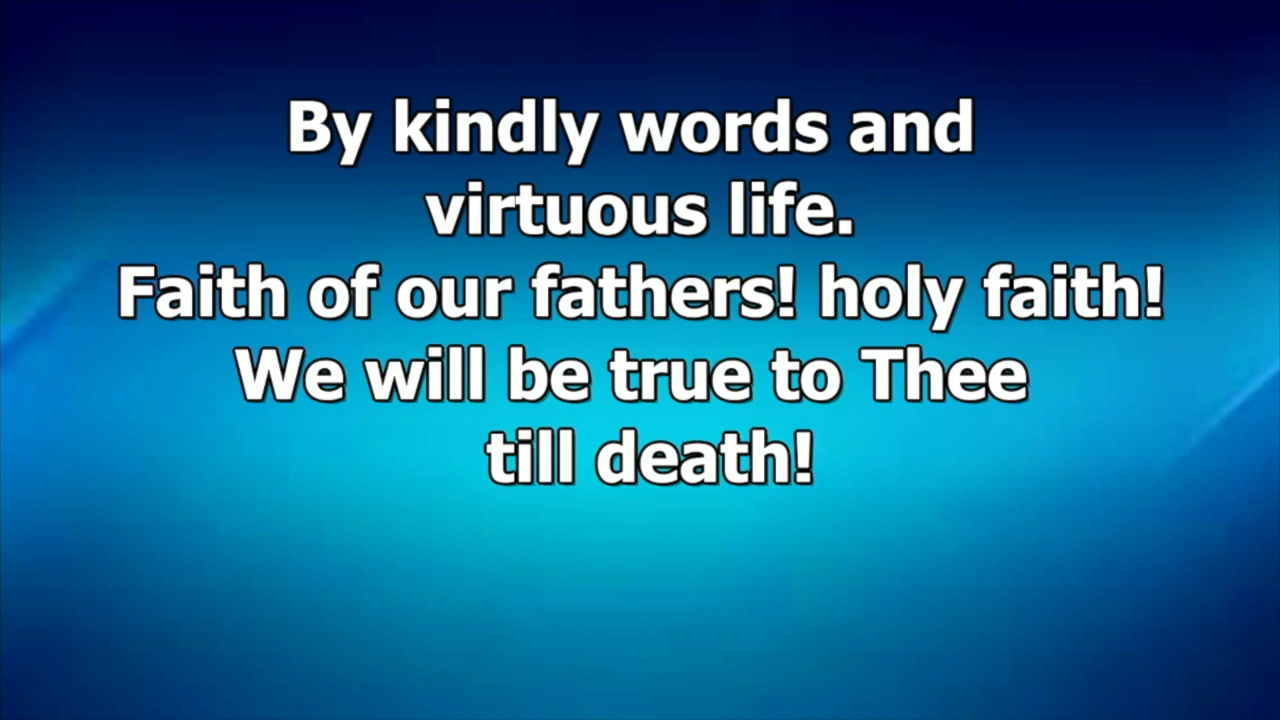 By kindly words and
virtuous life.
Faith of our fathers! holy faith!
We will be true to Thee
till death!